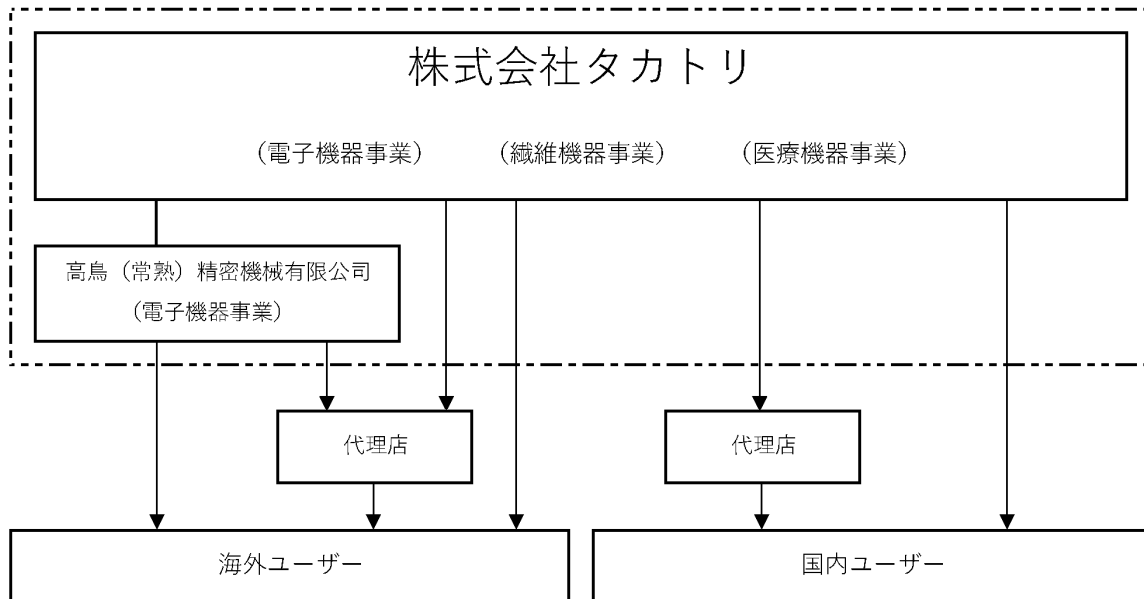 株式会社タカトリ
（電子機器事業）　（繊維機器事業）　（医療機器事業）
高鳥（常熟）精密機械有限公司
（電子機器事業）
代理店
代理店
海外ユーザー
国内ユーザー